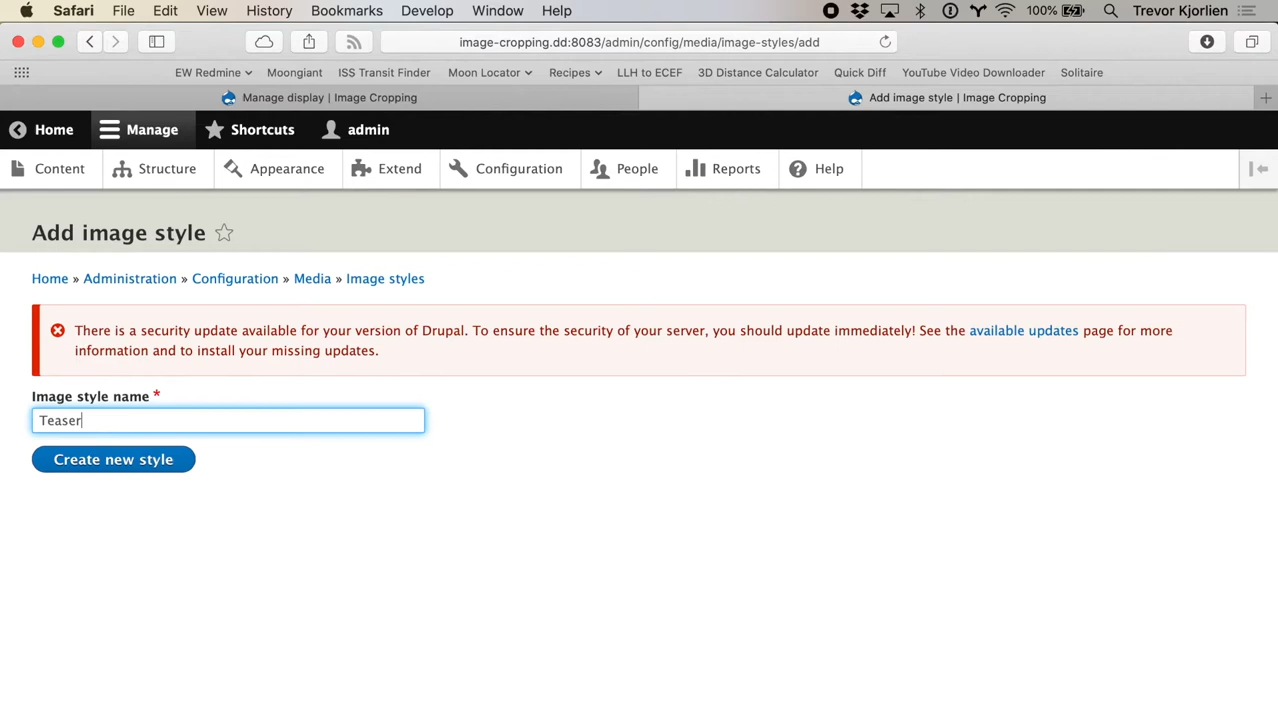 Safari File Edit View History Bookmarks Develop Window Help 100% Trevor Kjorlien
image-cropping.dd:8083/admin/config/media/image-styles/add
EW Redmine Moongiant ISS Transit Finder Moon Locator Recipes LLH to ECEF 3D Distance Calculator Quick Diff YouTube Video Downloader Solitaire
Manage display | Image Cropping Add image style | Image Cropping
Home Manage Shortcuts admin
Content Structure Appearance Extend Configuration People Reports Help
Add image style
Home » Administration » Configuration » Media » Image styles
There is a security update available for your version of Drupal. To ensure the security of your server, you should update immediately! See the available updates page for more
information and to install your missing updates.
Image style name *
Teaser
Create new style